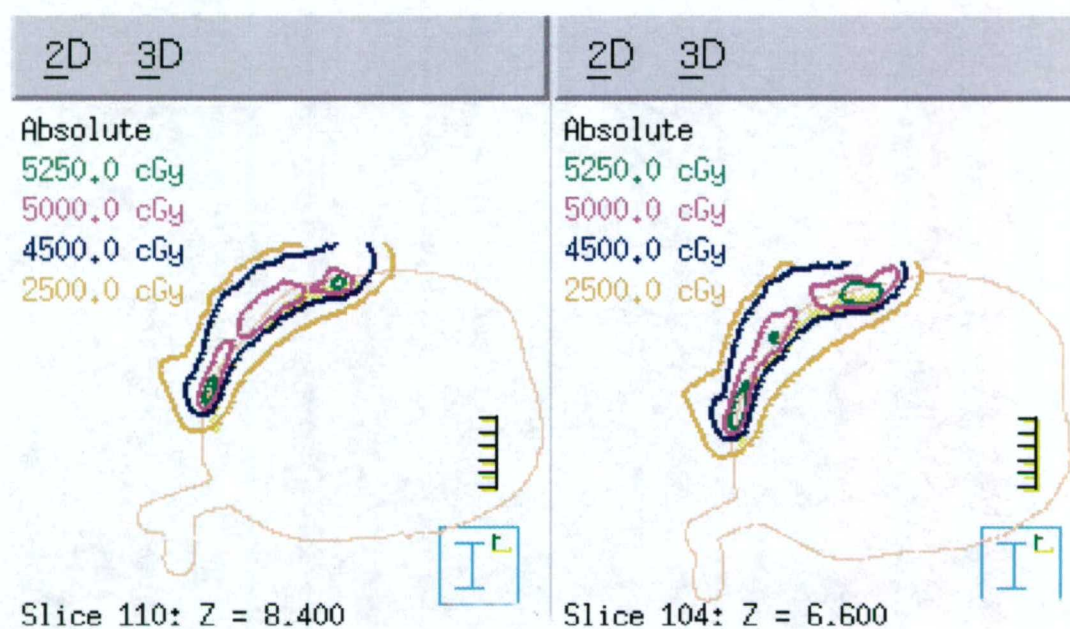 2D 3D
Absolute
5250.0 cGy
5000.0 cGy
4500.0 cGy
2500.0 cGy
Slice 110: Z = 8.400
2D 3D
Absolute
5250.0 cGy
5000.0 cGy
4500.0 cGy
2500.0 cGy
Slice 104: Z = 6.600